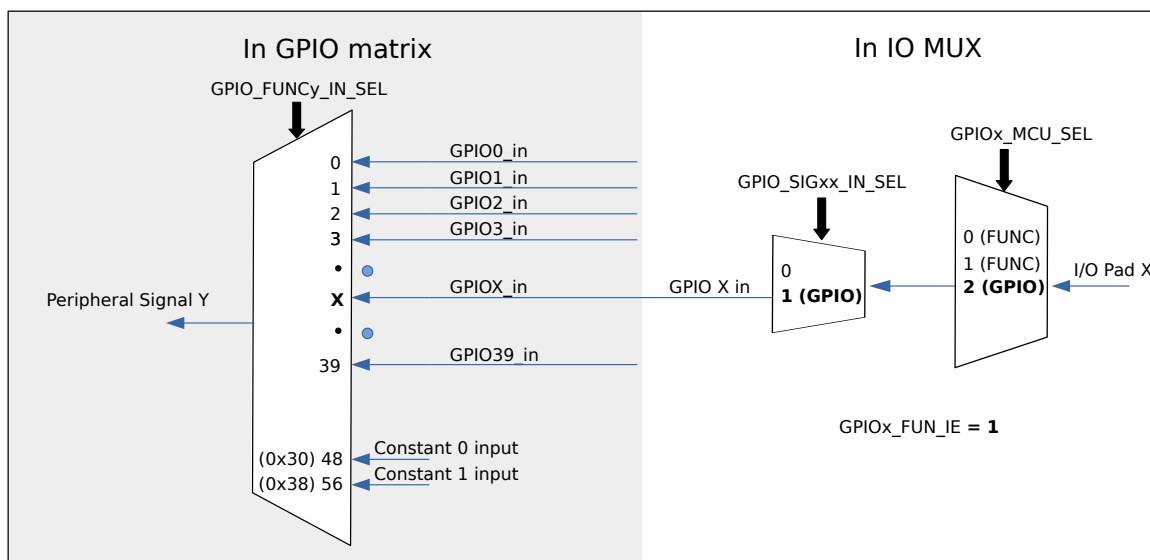 In GPIO matrix
In IO MUX
GPIO_FUNCy_IN_SEL
GPIOx_MCU_SEL
GPIO_SIGxx_IN_SEL
0
GPIO0_in
1
GPIO1_in
2
GPIO2_in
3
GPIO3_in
X
GPIOX_in
GPIO X in
39
GPIO39_in
(0x30) 48
Constant 0 input
(0x38) 56
Constant 1 input
Peripheral Signal Y
0
1 (GPIO)
0 (FUNC)
1 (FUNC)
2 (GPIO)
I/O Pad X
GPIOx_FUN_IE = 1